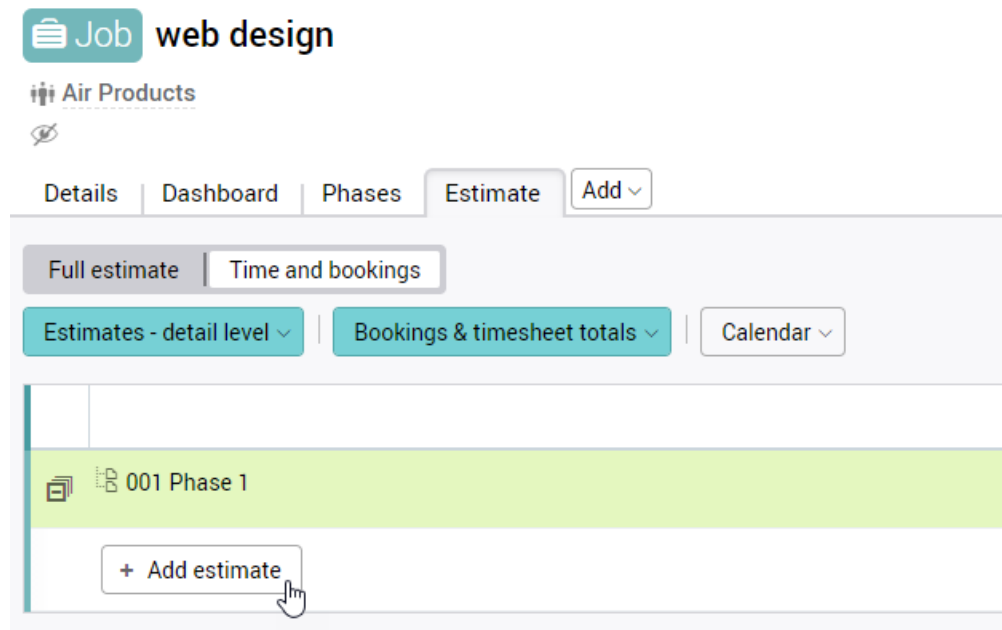 Job web design
Air Products
Details Dashboard Phases Estimate Add
Full estimate Time and bookings
Estimates - detail level Bookings & timesheet totals Calendar
001 Phase 1
+ Add estimate